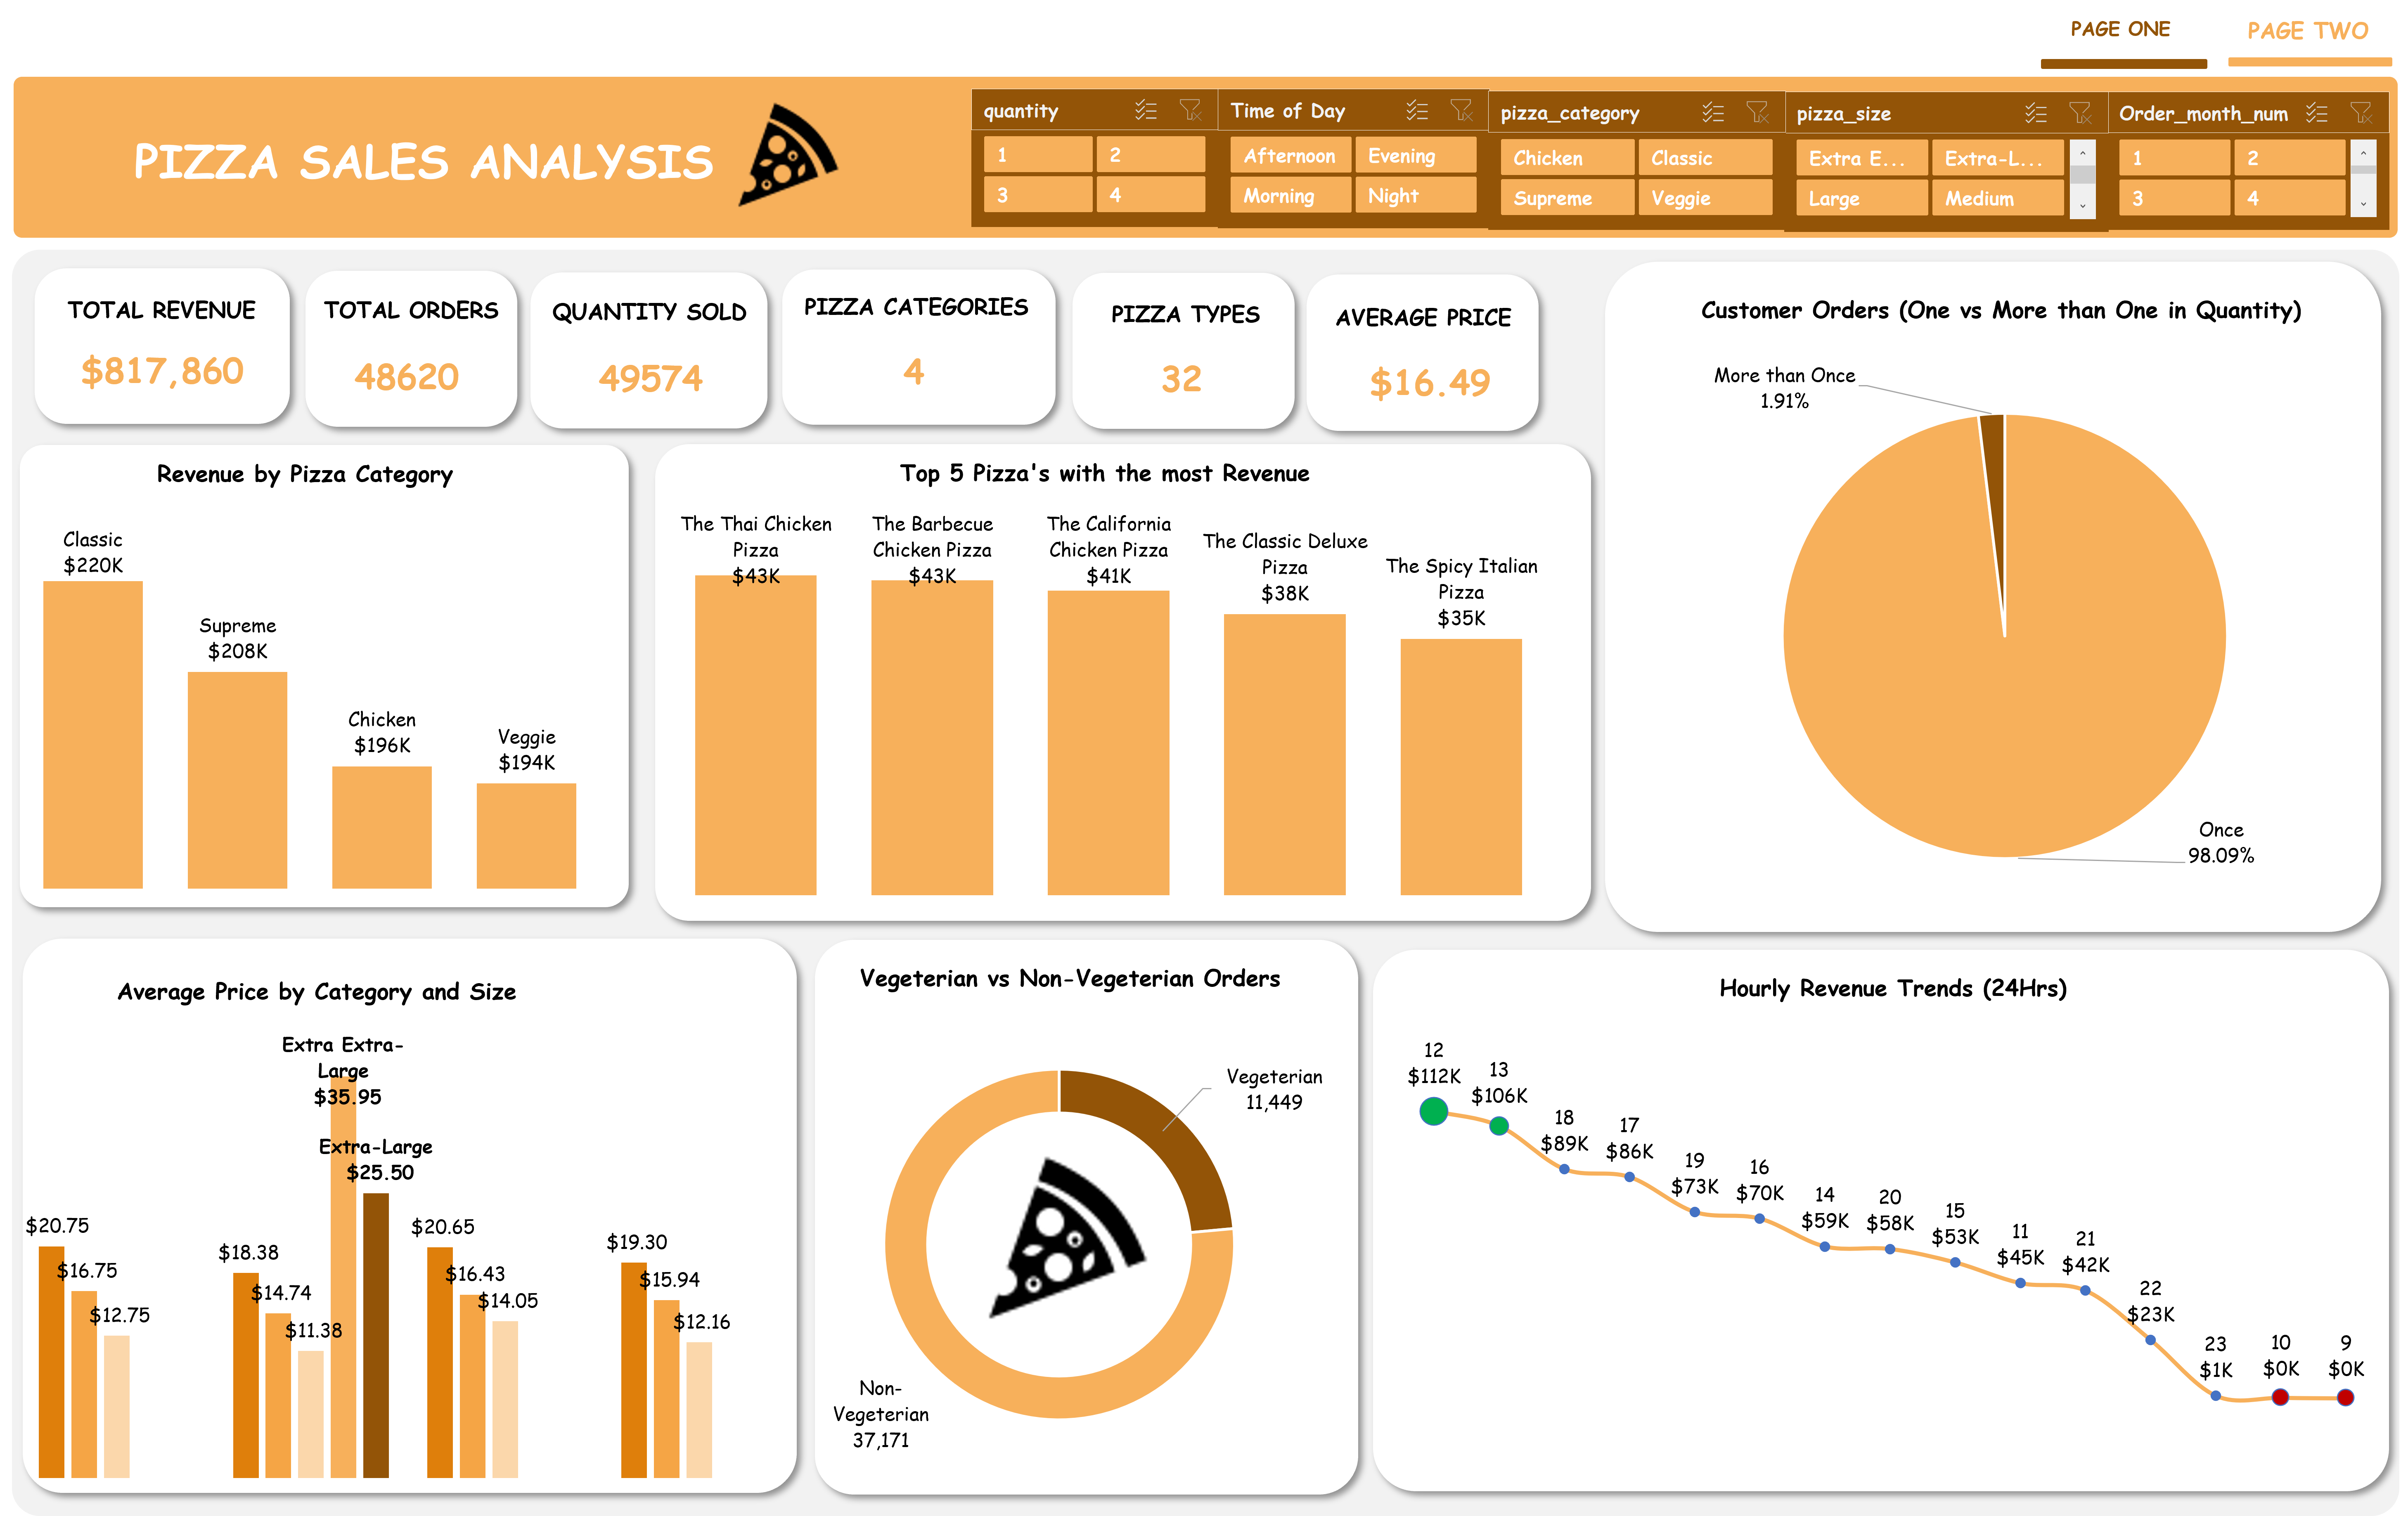 PAGE ONE
PAGE TWO
PIZZA SALES ANALYSIS
quantity
1
2
3
4
Time of Day
Afternoon
Evening
Morning
Night
pizza_category
Chicken
Classic
Supreme
Veggie
pizza_size
Extra E...
Extra-L...
Large
Medium
Order_month_num
1
2
3
4
TOTAL REVENUE
$817,860
TOTAL ORDERS
48620
QUANTITY SOLD
49574
PIZZA CATEGORIES
4
PIZZA TYPES
32
AVERAGE PRICE
$16.49
Customer Orders (One vs More than One in Quantity)
More than Once
1.91%
Once
98.09%
Revenue by Pizza Category
Classic
$220K
Supreme
$208K
Chicken
$196K
Veggie
$194K
Top 5 Pizza's with the most Revenue
The Thai Chicken
Pizza
$43K
The Barbecue
Chicken Pizza
$43K
The California
Chicken Pizza
$41K
The Classic Deluxe
Pizza
$38K
The Spicy Italian
Pizza
$35K
Average Price by Category and Size
$20.75
$16.75
$12.75
$18.38
$14.74
$11.38
Extra Extra-
Large
$35.95
Extra-Large
$25.50
$20.65
$16.43
$14.05
$19.30
$15.94
$12.16
Vegeterian vs Non-Vegeterian Orders
Vegeterian
11,449
Non-
Vegeterian
37,171
Hourly Revenue Trends (24Hrs)
12
$112K
13
$106K
18
$89K
17
$86K
19
$73K
16
$70K
14
$59K
20
$58K
15
$53K
11
$45K
21
$42K
22
$23K
23
$1K
10
$0K
9
$0K